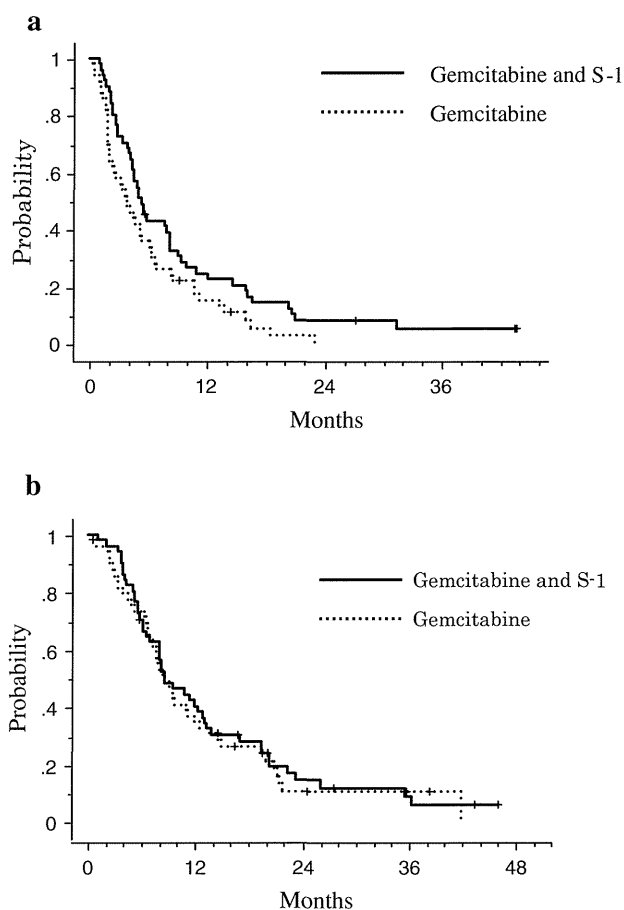 a
Gemcitabine and S-1
Gemcitabine
Probability
1
.8
.6
.4
.2
0
0 12 24 36
Months
b
Gemcitabine and S-1
Gemcitabine
Probability
1
.8
.6
.4
.2
0
0 12 24 36 48
Months